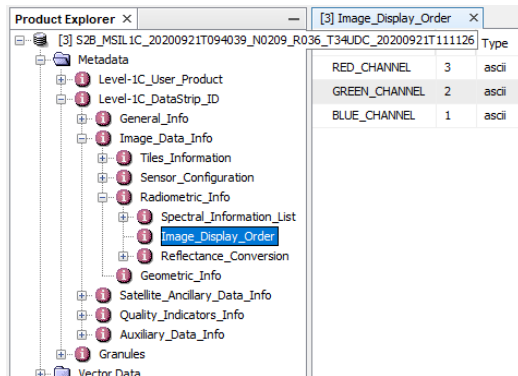 Product Explorer ×
[3] S2B_MSIL1C_20200921T094039_N0209_R036_T34UDC_20200921T111126
Metadata
Level-1C_User_Product
Level-1C_DataStrip_ID
General_Info
Image_Data_Info
Tiles_Information
Sensor_Configuration
Radiometric_Info
Spectral_Information_List
Image_Display_Order
Reflectance_Conversion
Geometric_Info
Satellite_Ancillary_Data_Info
Quality_Indicators_Info
Auxiliary_Data_Info
Granules
Vector Data
[3] Image_Display_Order ×
Type
RED_CHANNEL 3 ascii
GREEN_CHANNEL 2 ascii
BLUE_CHANNEL 1 ascii